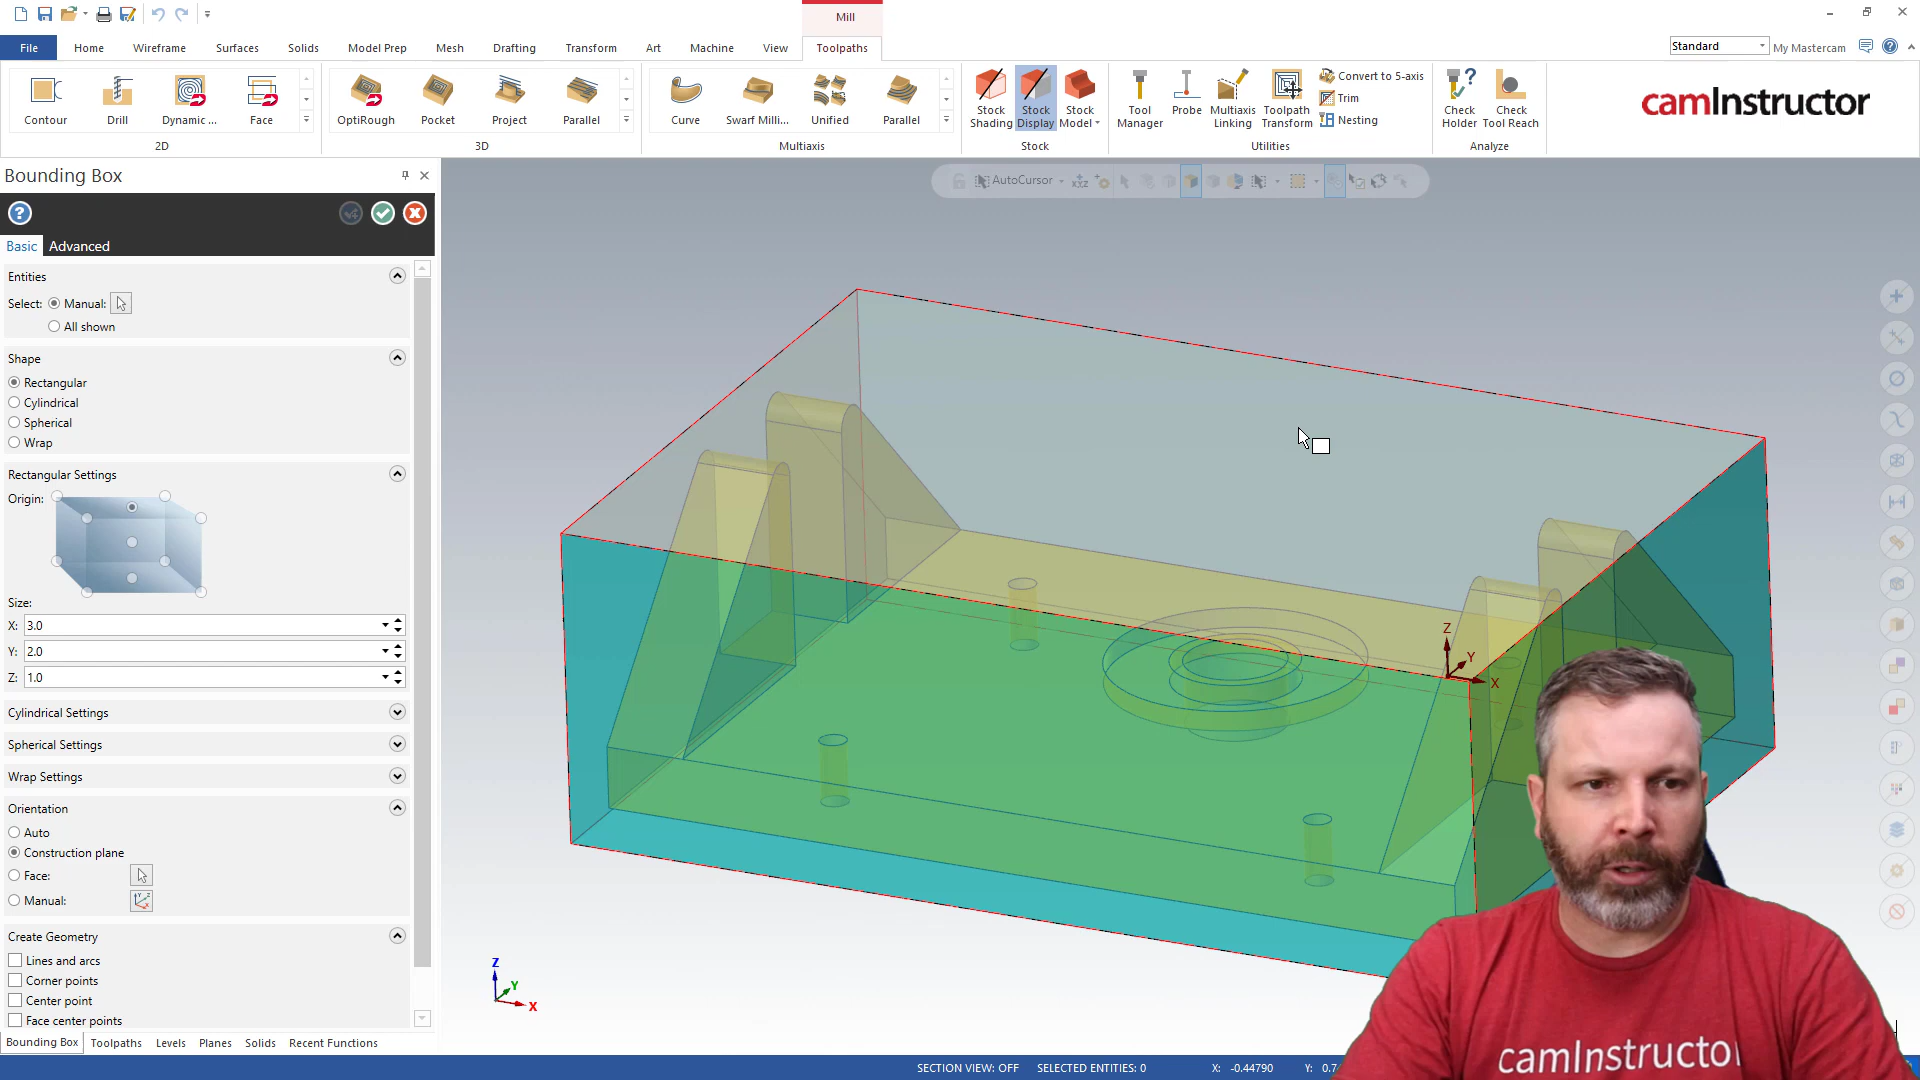 Mill
File Home Wireframe Surfaces Solids Model Prep Mesh Drafting Transform Art Machine View Toolpaths
Standard My Mastercam
Contour Drill Dynamic ... Face
2D
OptiRough Pocket Project Parallel
3D
Curve Swarf Milli... Unified Parallel
Multiaxis
Stock Shading
Stock Display
Stock Model
Stock
Tool Manager
Probe
Multiaxis Linking
Toolpath Transform
Convert to 5-axis
Trim
Nesting
Utilities
Check Holder
Check Tool Reach
Analyze
camInstructor
Bounding Box
AutoCursor
Basic Advanced
Entities
Select: Manual:
All shown
Shape
Rectangular
Cylindrical
Spherical
Wrap
Rectangular Settings
Origin:
Size:
X: 3.0
Y: 2.0
Z: 1.0
Cylindrical Settings
Spherical Settings
Wrap Settings
Orientation
Auto
Construction plane
Face:
Manual:
Create Geometry
Lines and arcs
Corner points
Center point
Face center points
Z
Y
X
Z
Y
X
Bounding Box Toolpaths Levels Planes Solids Recent Functions
SECTION VIEW: OFF SELECTED ENTITIES: 0 X: -0.44790 Y: 0.7
camInstructor